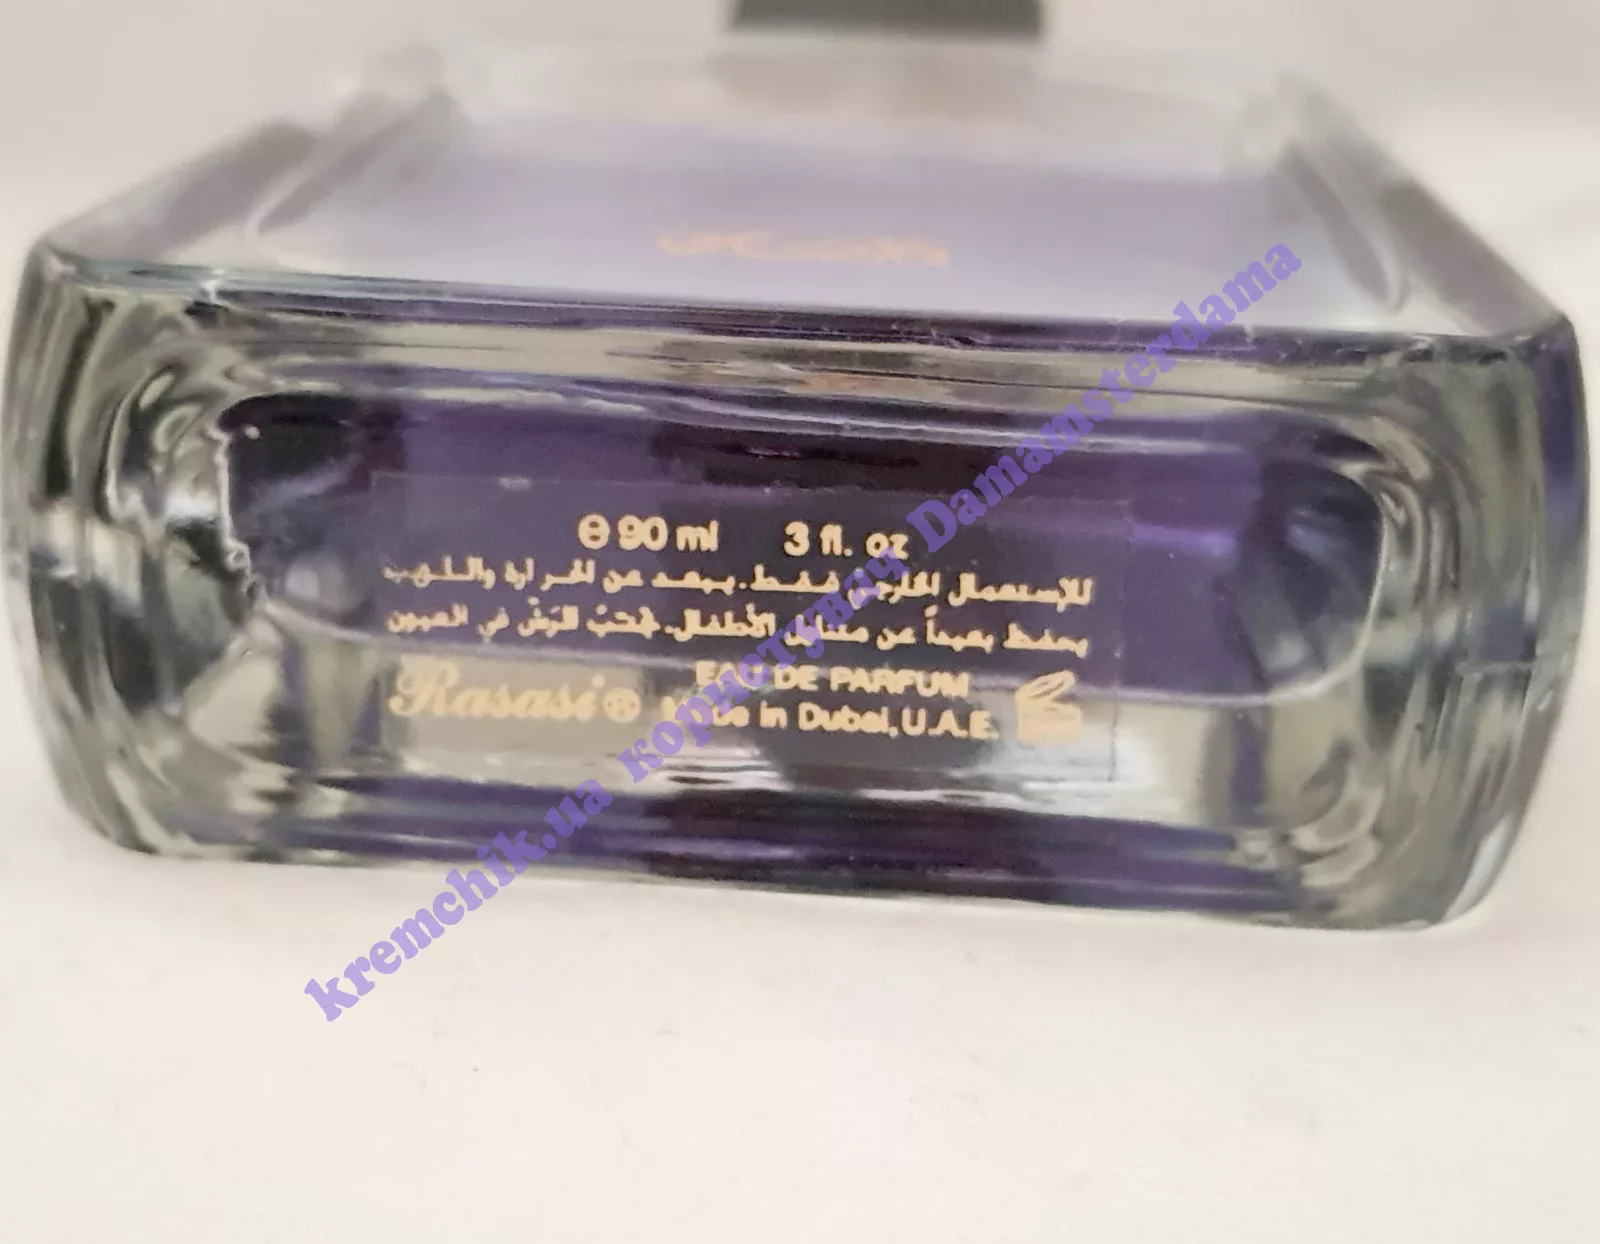 ℮ 90 ml 3 fl. oz
للإستعمال الخارجي فقط. يبعد عن الحرارة واللهب
يحفظ بعيداً عن متناول الأطفال. تجنب الرش في العيون
EAU DE PARFUM
Rasasi® Made in Dubai, U.A.E.
kremchik.ua користувач Damamsterdama